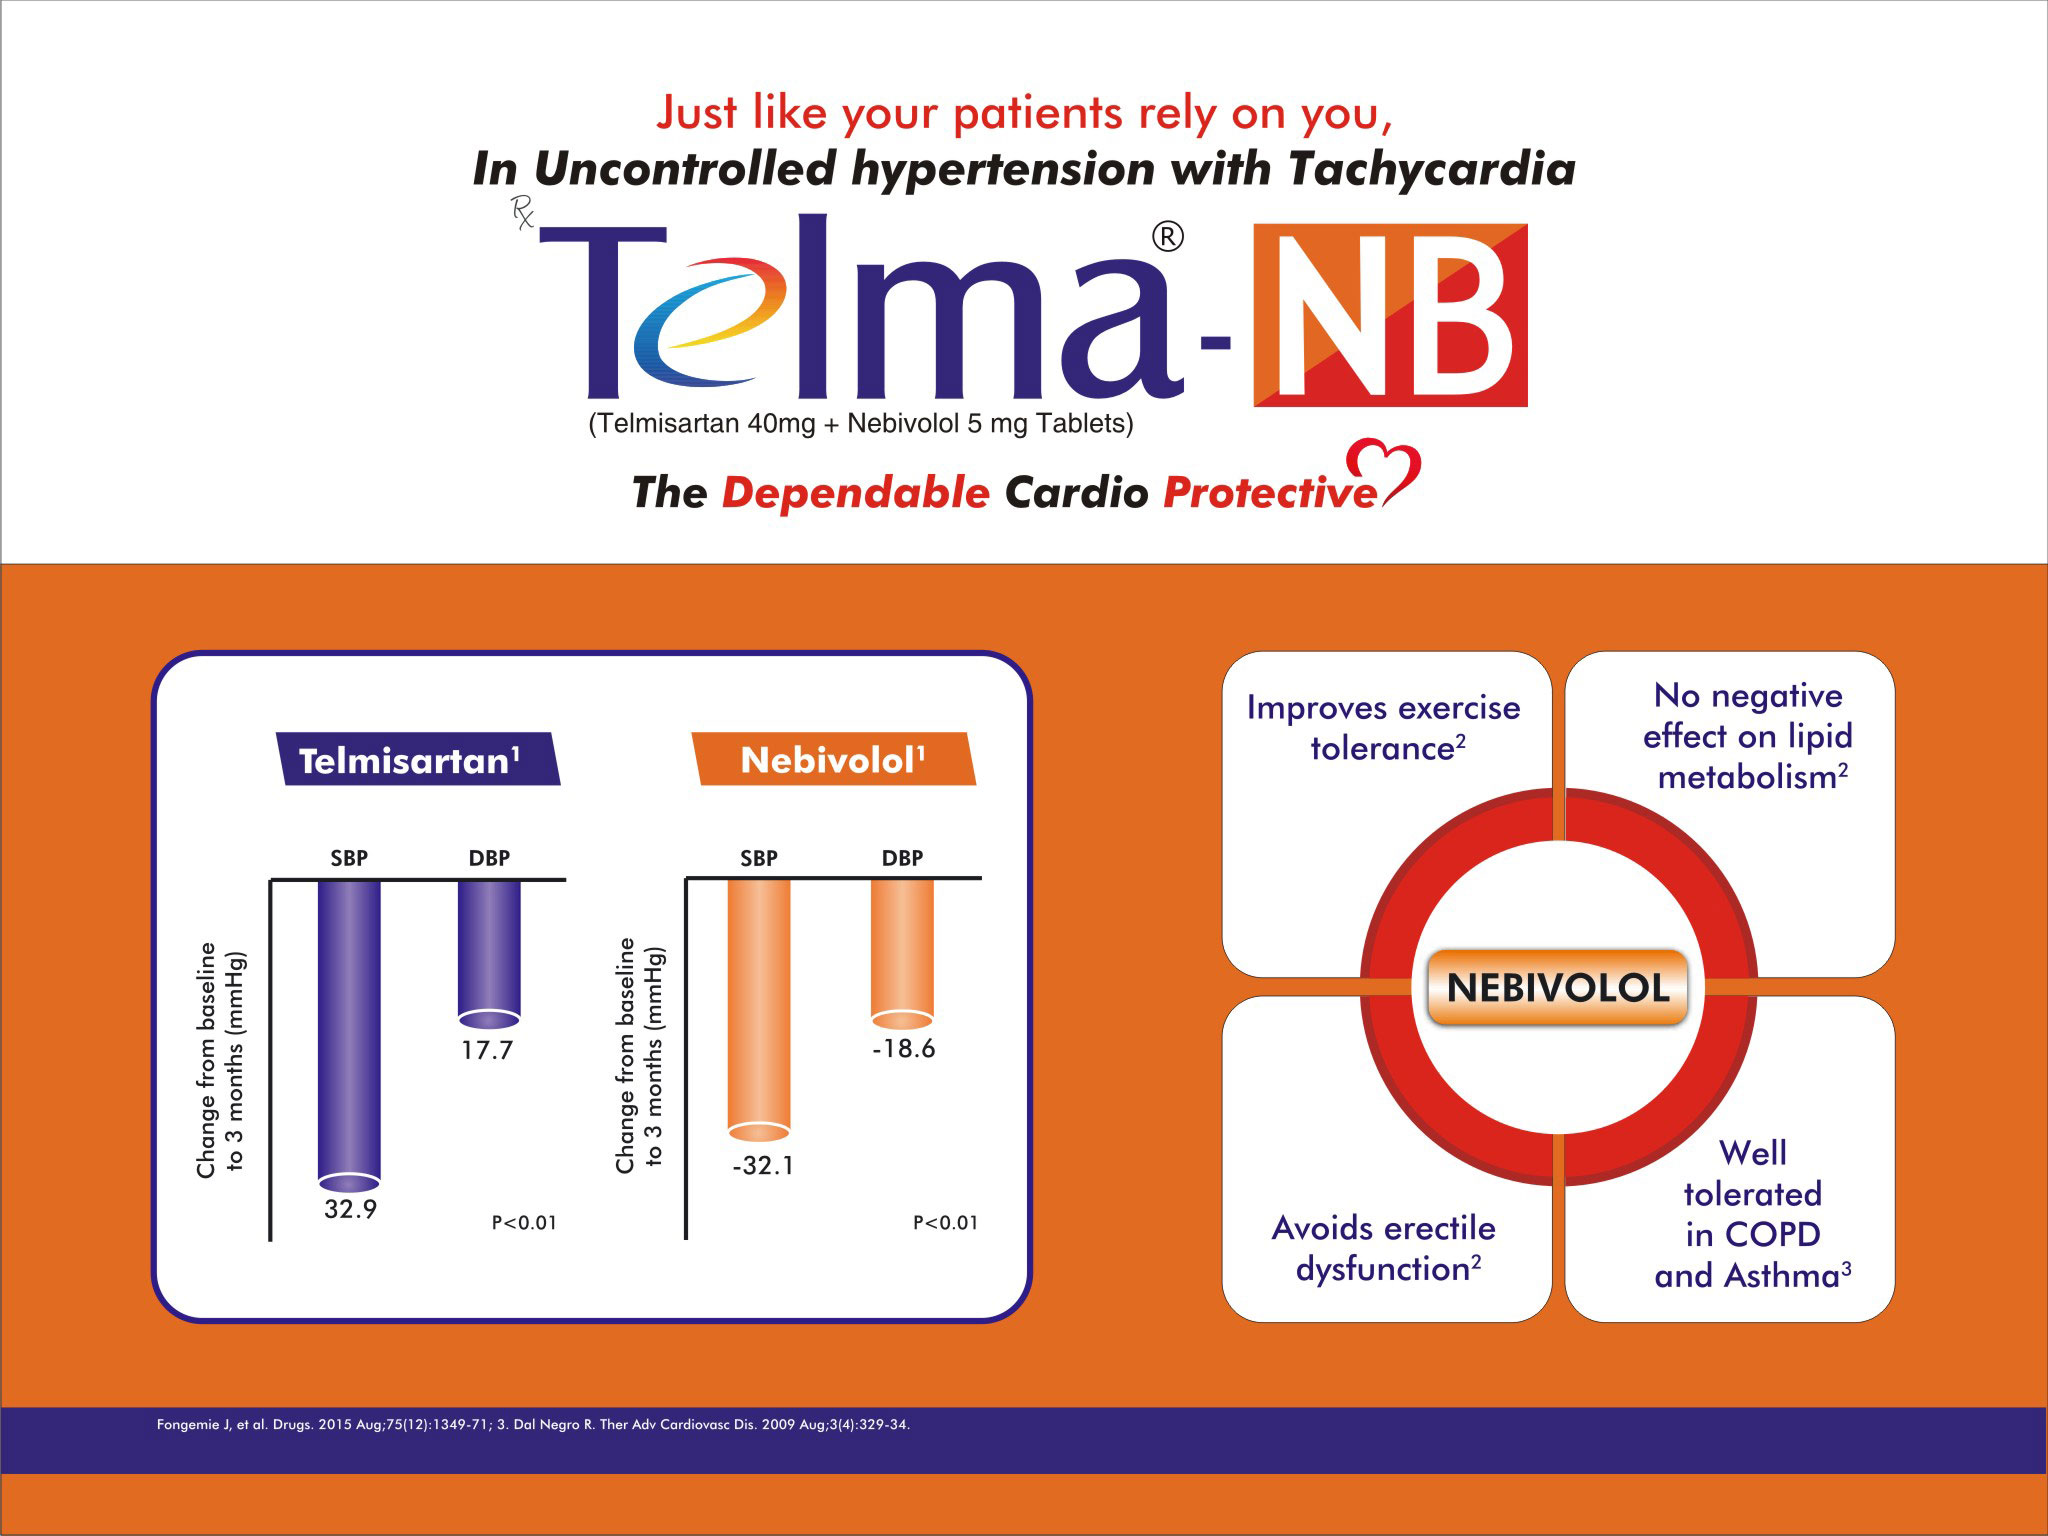 Just like your patients rely on you,
In Uncontrolled hypertension with Tachycardia
Rx
Telma® - NB
(Telmisartan 40mg + Nebivolol 5 mg Tablets)
The Dependable Cardio Protective
Telmisartan¹
SBP DBP
Change from baseline
to 3 months (mmHg)
17.7
32.9
P<0.01
Nebivolol¹
SBP DBP
Change from baseline
to 3 months (mmHg)
-18.6
-32.1
P<0.01
Improves exercise
tolerance²
No negative
effect on lipid
metabolism²
NEBIVOLOL
Avoids erectile
dysfunction²
Well
tolerated
in COPD
and Asthma³
Fongemie J, et al. Drugs. 2015 Aug;75(12):1349-71; 3. Dal Negro R. Ther Adv Cardiovasc Dis. 2009 Aug;3(4):329-34.